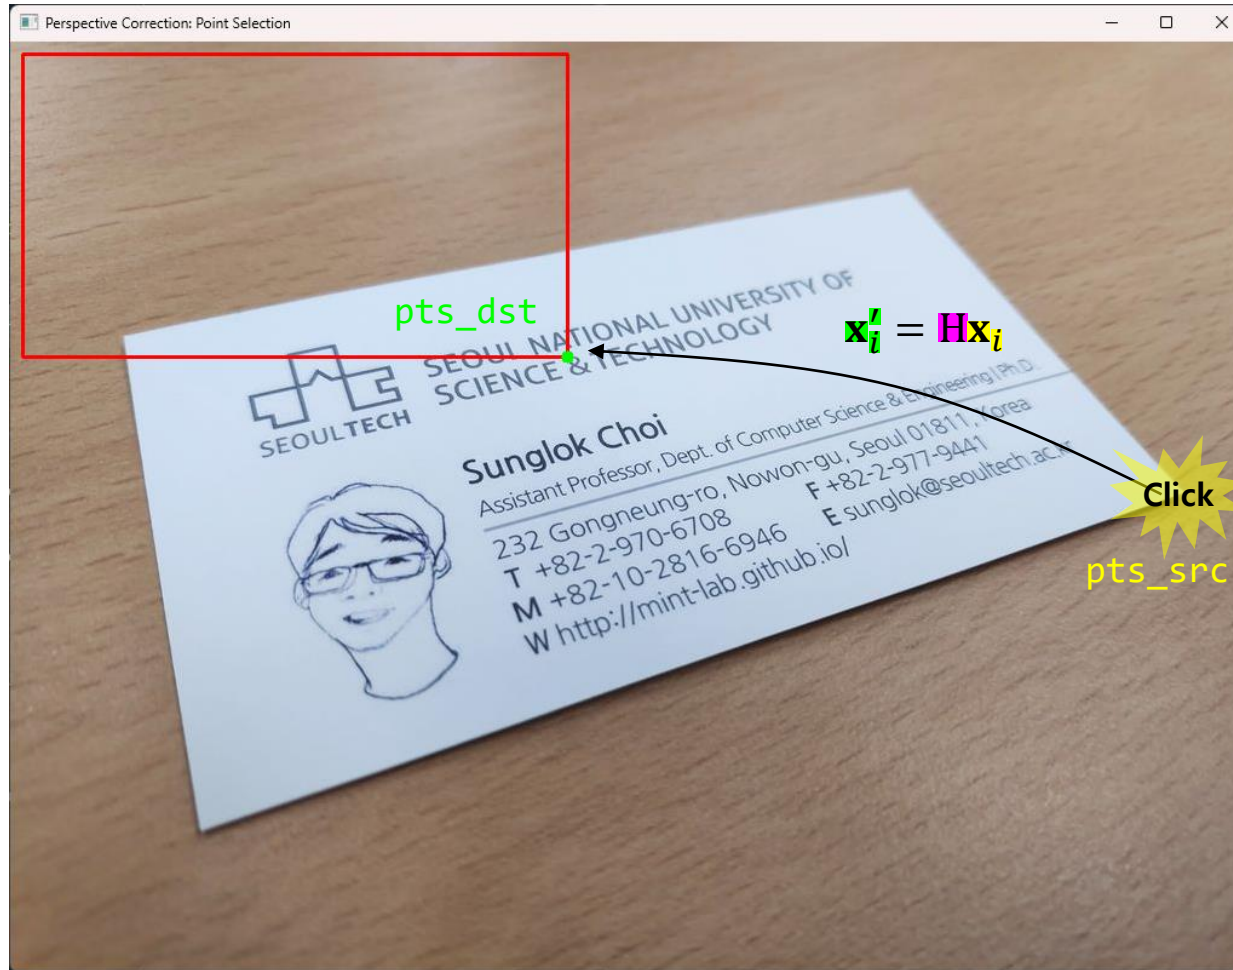 Perspective Correction: Point Selection
pts_dst
x'ᵢ = Hxᵢ
SEOUL NATIONAL UNIVERSITY OF
SCIENCE & TECHNOLOGY
SEOULTECH
Sunglok Choi
Assistant Professor, Dept. of Computer Science & Engineering | Ph.D.
232 Gongneung-ro, Nowon-gu, Seoul 01811, Korea
T +82-2-970-6708
F +82-2-977-9441
M +82-10-2816-6946
E sunglok@seoultech.ac.kr
W http://mint-lab.github.io/
Click
pts_src